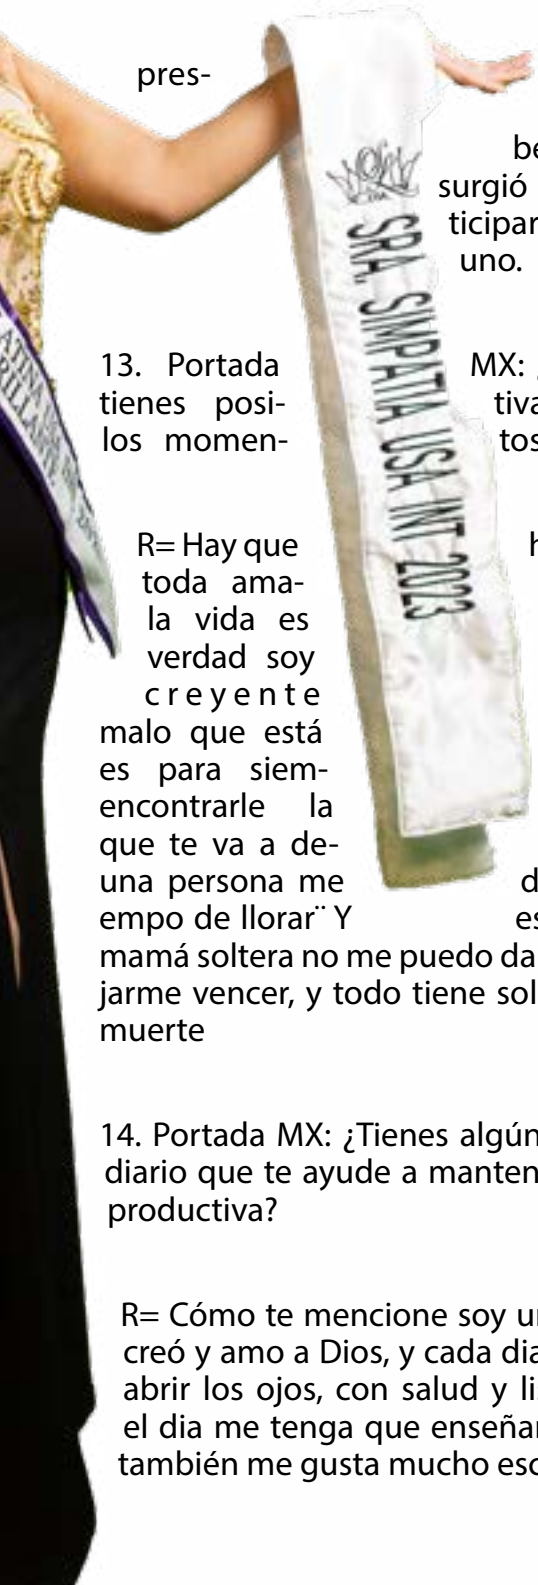 pres-
be
surgió
ticipar
uno.
SRA. SIMPATIA USA INT 2023
13. Portada MX: ¿
tienes posi- tiva
los momen- tos
R= Hay que h
toda ama-
la vida es
verdad soy
creyente
malo que está
es para siem-
encontrarle la
que te va a de-
una persona me d
empo de llorar¨ Y es
mamá soltera no me puedo da
jarme vencer, y todo tiene sol
muerte
14. Portada MX: ¿Tienes algún
diario que te ayude a manten
productiva?
R= Cómo te mencione soy un
creó y amo a Dios, y cada dia
abrir los ojos, con salud y lis
el dia me tenga que enseñar
también me gusta mucho esc